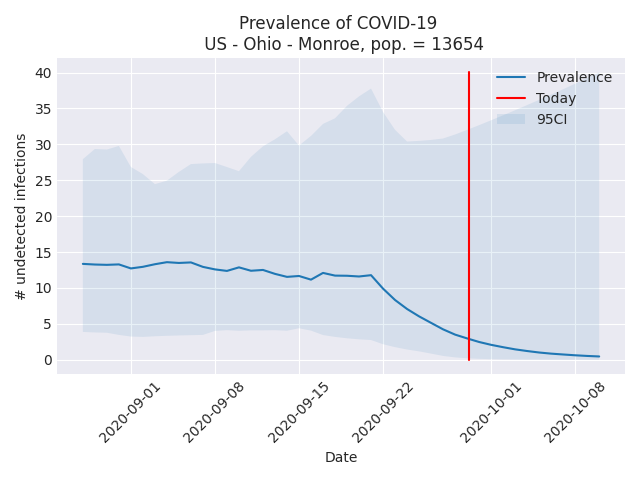 Prevalence of COVID-19
US - Ohio - Monroe, pop. = 13654
40
35
30
25
20
15
10
5
0
# undetected infections
Prevalence
Today
95CI
2020-09-01
2020-09-08
2020-09-15
2020-09-22
2020-10-01
2020-10-08
Date